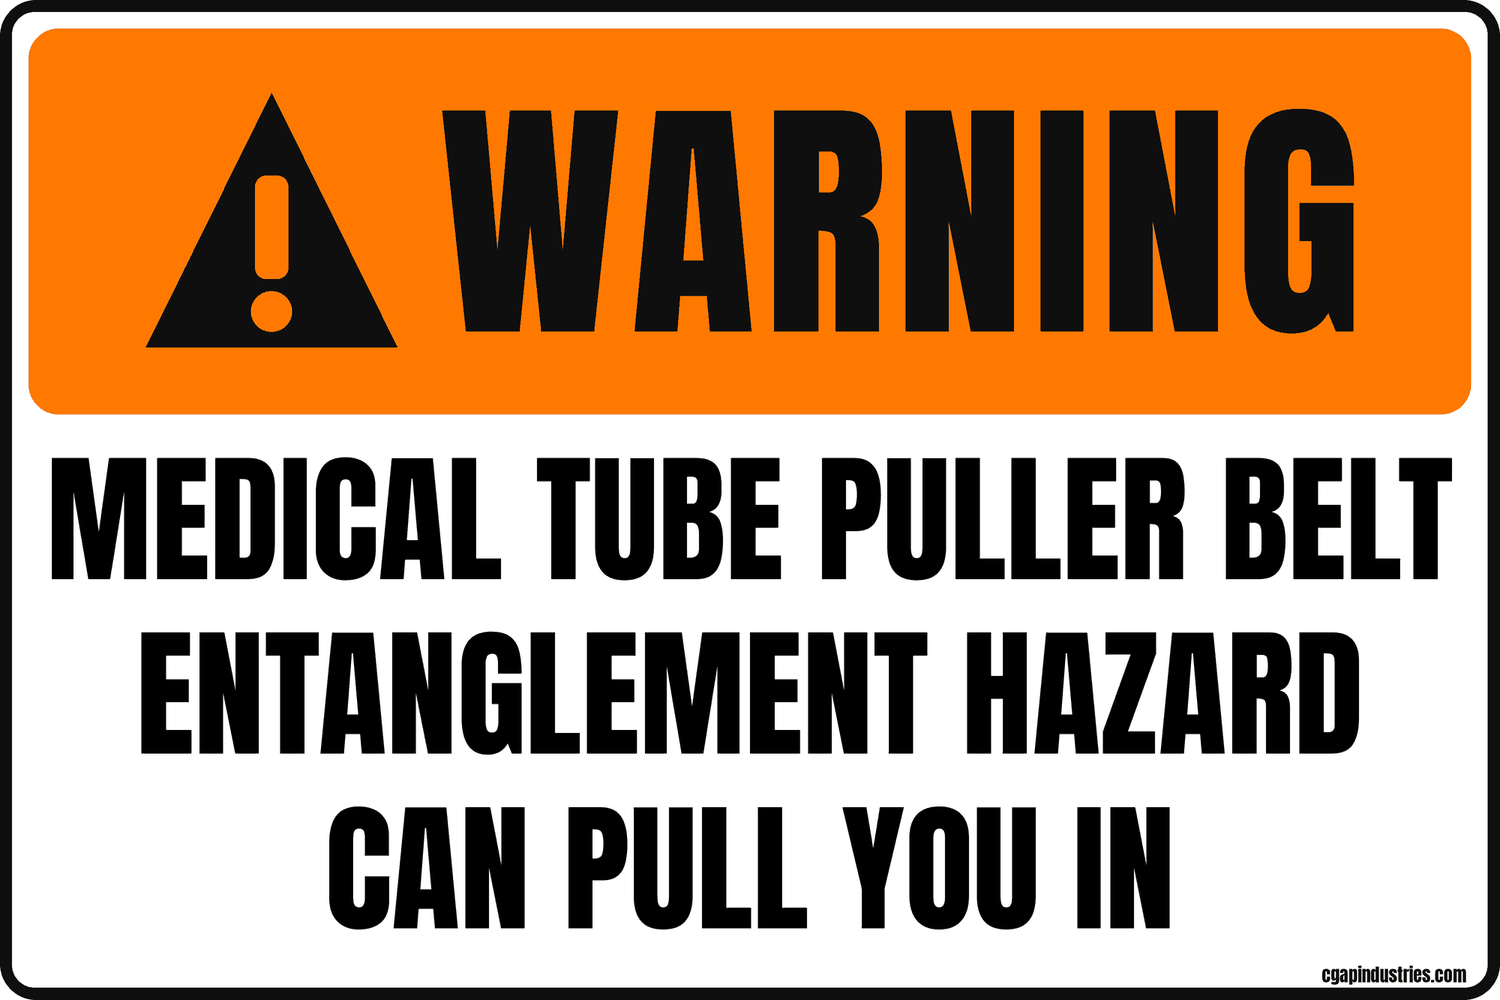 WARNING
MEDICAL TUBE PULLER BELT
ENTANGLEMENT HAZARD
CAN PULL YOU IN
cgapindustries.com